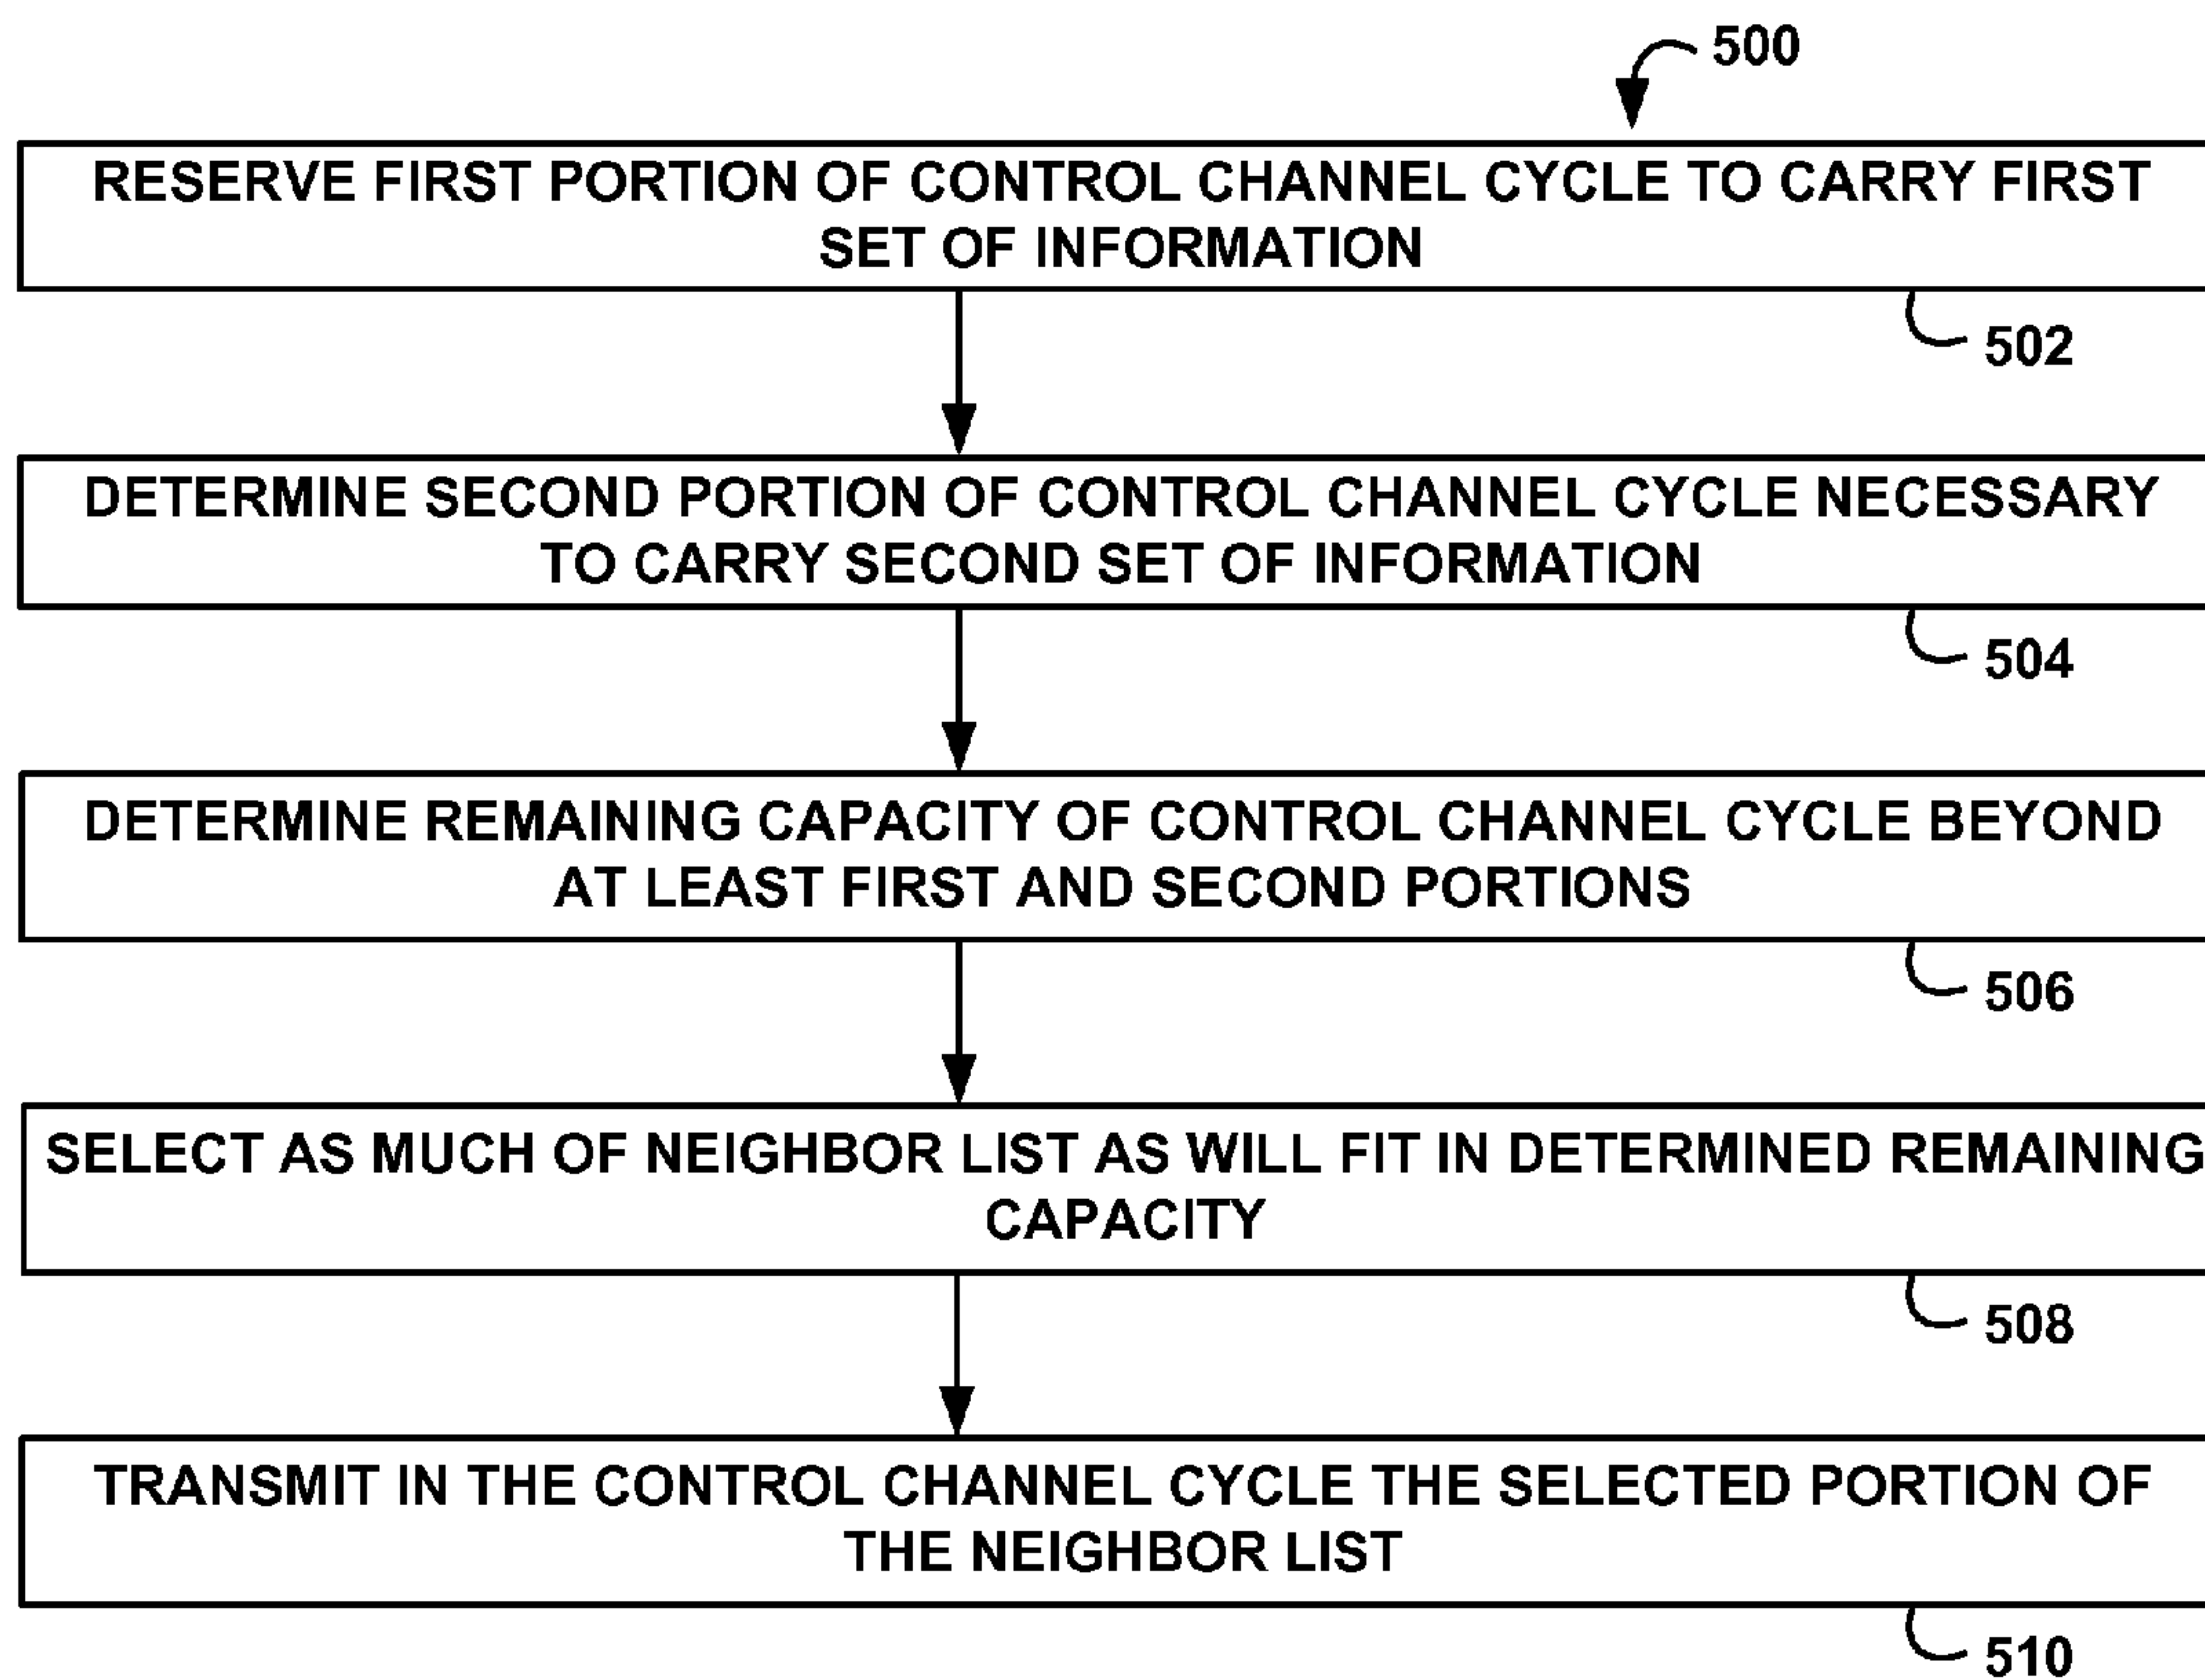 500
RESERVE FIRST PORTION OF CONTROL CHANNEL CYCLE TO CARRY FIRST
SET OF INFORMATION
502
DETERMINE SECOND PORTION OF CONTROL CHANNEL CYCLE NECESSARY
TO CARRY SECOND SET OF INFORMATION
504
DETERMINE REMAINING CAPACITY OF CONTROL CHANNEL CYCLE BEYOND
AT LEAST FIRST AND SECOND PORTIONS
506
SELECT AS MUCH OF NEIGHBOR LIST AS WILL FIT IN DETERMINED REMAINING
CAPACITY
508
TRANSMIT IN THE CONTROL CHANNEL CYCLE THE SELECTED PORTION OF
THE NEIGHBOR LIST
510